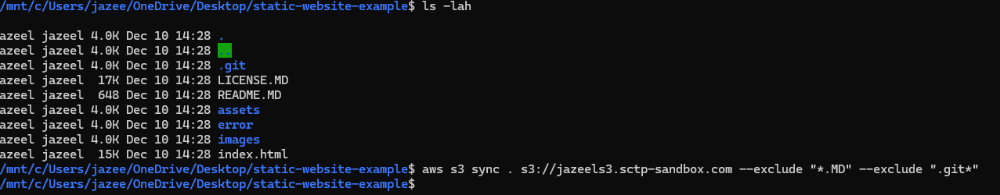 /mnt/c/Users/jazee/OneDrive/Desktop/static-website-example$ ls -lah
azeel jazeel 4.0K Dec 10 14:28 .
azeel jazeel 4.0K Dec 10 14:28 ..
azeel jazeel 4.0K Dec 10 14:28 .git
azeel jazeel  17K Dec 10 14:28 LICENSE.MD
azeel jazeel  648 Dec 10 14:28 README.MD
azeel jazeel 4.0K Dec 10 14:28 assets
azeel jazeel 4.0K Dec 10 14:28 error
azeel jazeel 4.0K Dec 10 14:28 images
azeel jazeel  15K Dec 10 14:28 index.html
/mnt/c/Users/jazee/OneDrive/Desktop/static-website-example$ aws s3 sync . s3://jazeels3.sctp-sandbox.com --exclude "*.MD" --exclude ".git*"
/mnt/c/Users/jazee/OneDrive/Desktop/static-website-example$